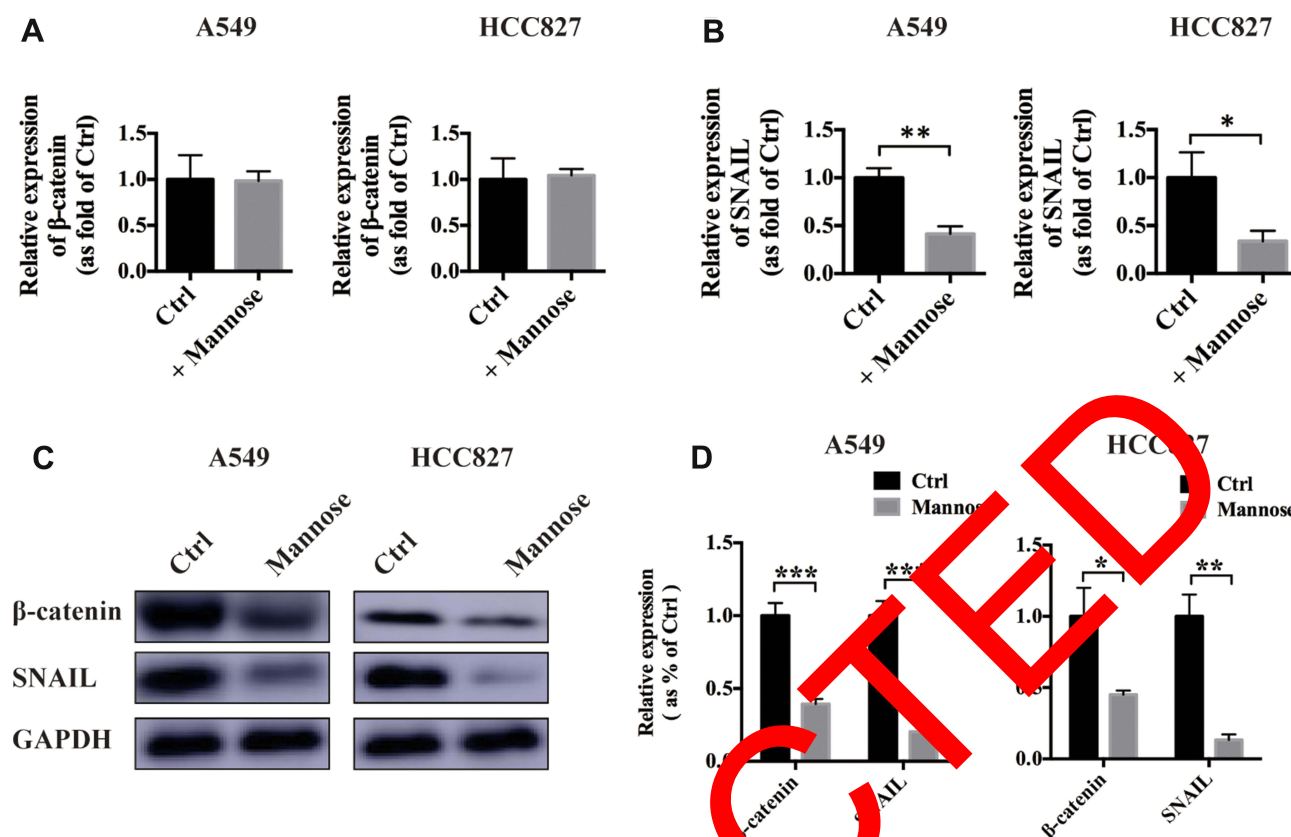 A
A549
HCC827
B
A549
HCC827
Relative expression
of β-catenin
(as fold of Ctrl)
1.5
1.0
0.5
0.0
Ctrl
+ Mannose
Relative expression
of β-catenin
(as fold of Ctrl)
1.5
1.0
0.5
0.0
Ctrl
+ Mannose
Relative expression
of SNAIL
(as fold of Ctrl)
1.5
1.0
0.5
0.0
**
Ctrl
+ Mannose
Relative expression
of SNAIL
(as fold of Ctrl)
1.5
1.0
0.5
0.0
*
Ctrl
+ Mannose
C
A549
HCC827
Ctrl
Mannose
Ctrl
Mannose
β-catenin
SNAIL
GAPDH
D
A549
Ctrl
Relative expression
( as % of Ctrl )
1.5
1.0
0.5
0.0
***
Ctrl
Mannose
1.5
1.0
0.0
*
**
β-catenin
SNAIL
CTED